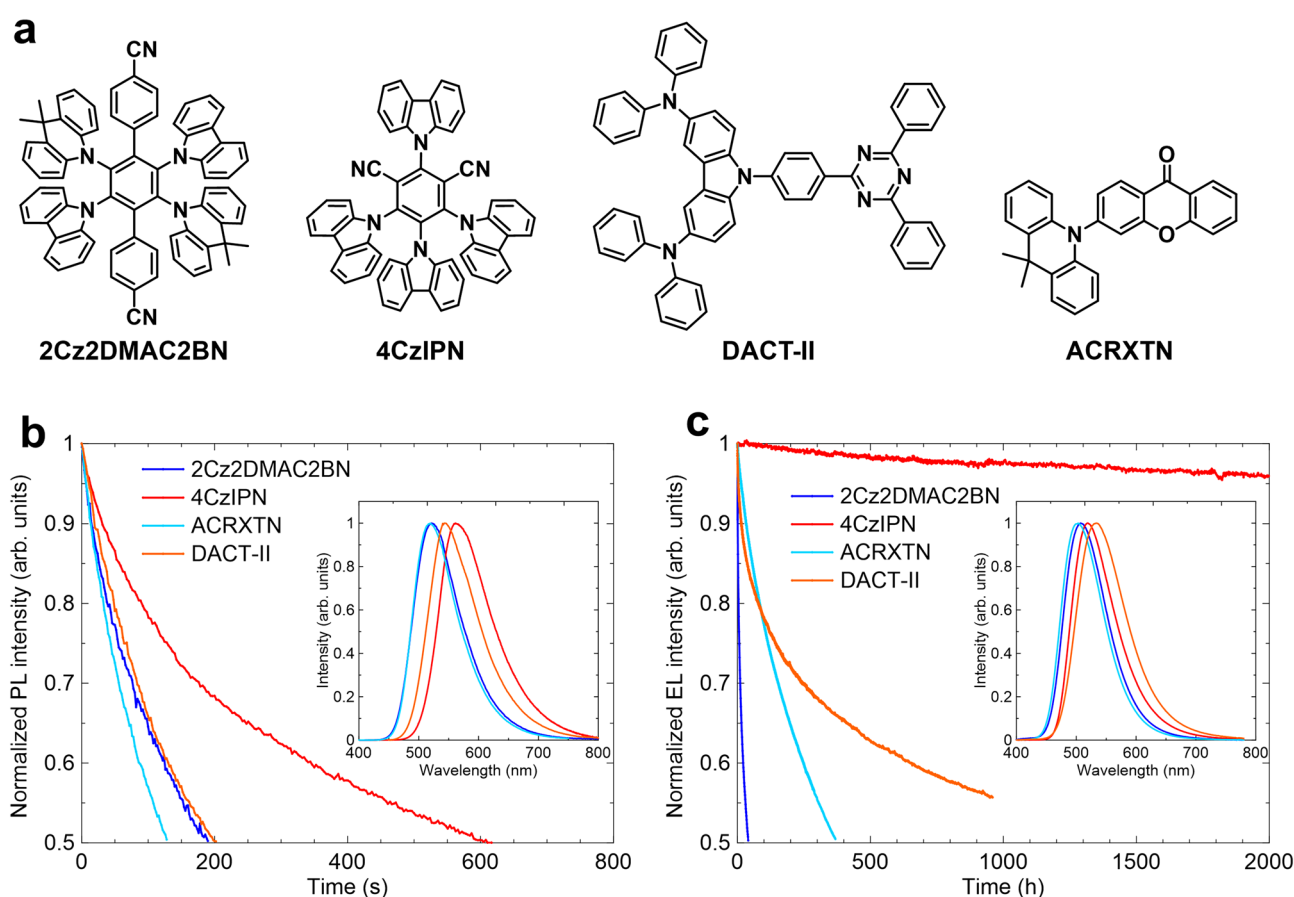 a
CN
N N
N N
CN
2Cz2DMAC2BN
N
NC CN
N N
N
4CzIPN
N
N
N
N N
N
N
DACT-II
O
N
O
ACRXTN
b
Normalized PL intensity (arb. units)
1
0.9
0.8
0.7
0.6
0.5
0 200 400 600 800
Time (s)
2Cz2DMAC2BN
4CzIPN
ACRXTN
DACT-II
Intensity (arb. units)
1
0.8
0.6
0.4
0.2
0
400 500 600 700 800
Wavelength (nm)
c
Normalized EL intensity (arb. units)
1
0.9
0.8
0.7
0.6
0.5
0 500 1000 1500 2000
Time (h)
2Cz2DMAC2BN
4CzIPN
ACRXTN
DACT-II
Intensity (arb. units)
1
0.8
0.6
0.4
0.2
0
400 500 600 700 800
Wavelength (nm)